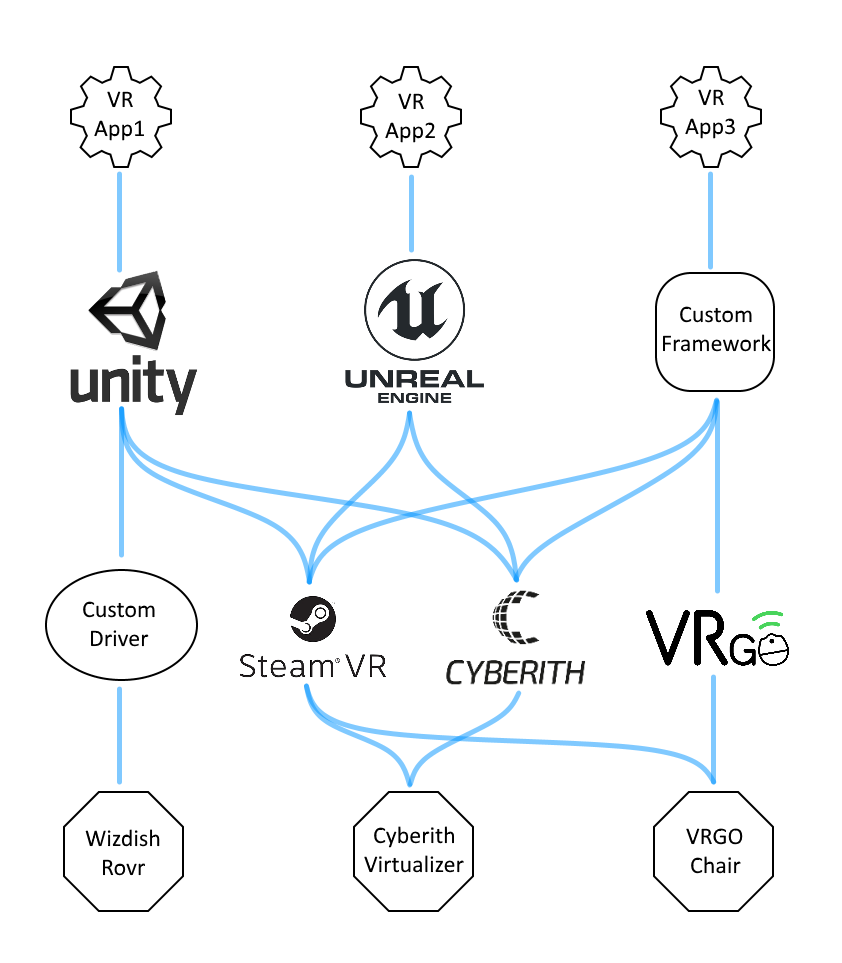 VR
App1
VR
App2
VR
App3
unity
UNREAL
ENGINE
Custom
Framework
Custom
Driver
Steam®VR
CYBERITH
VRGO
Wizdish
Rovr
Cyberith
Virtualizer
VRGO
Chair